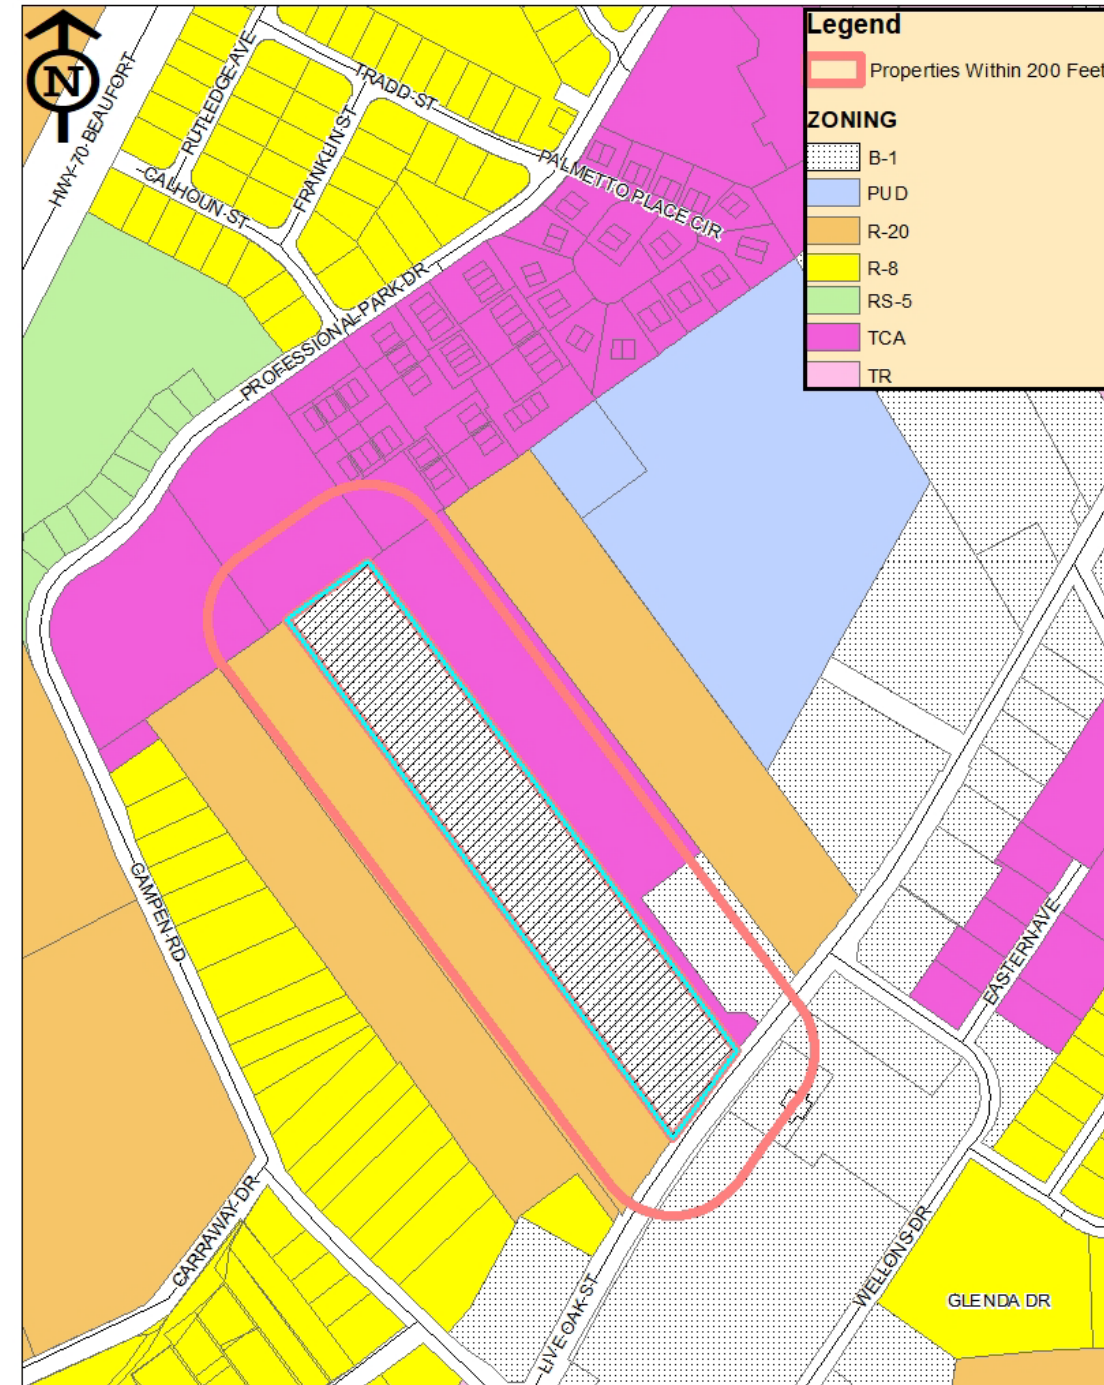 N
HWY 70 BEAUFORT
RUTLEDGE AVE
TRADD ST
FRANKLIN ST
CALHOUN ST
PALMETTO PLACE CIR
PROFESSIONAL PARK DR
Legend
Properties Within 200 Feet
ZONING
B-1
PUD
R-20
R-8
RS-5
TCA
TR
CAMPEN RD
EASTERN AVE
CARRAWAY DR
LIVE OAK ST
WELLONS DR
GLENDA DR